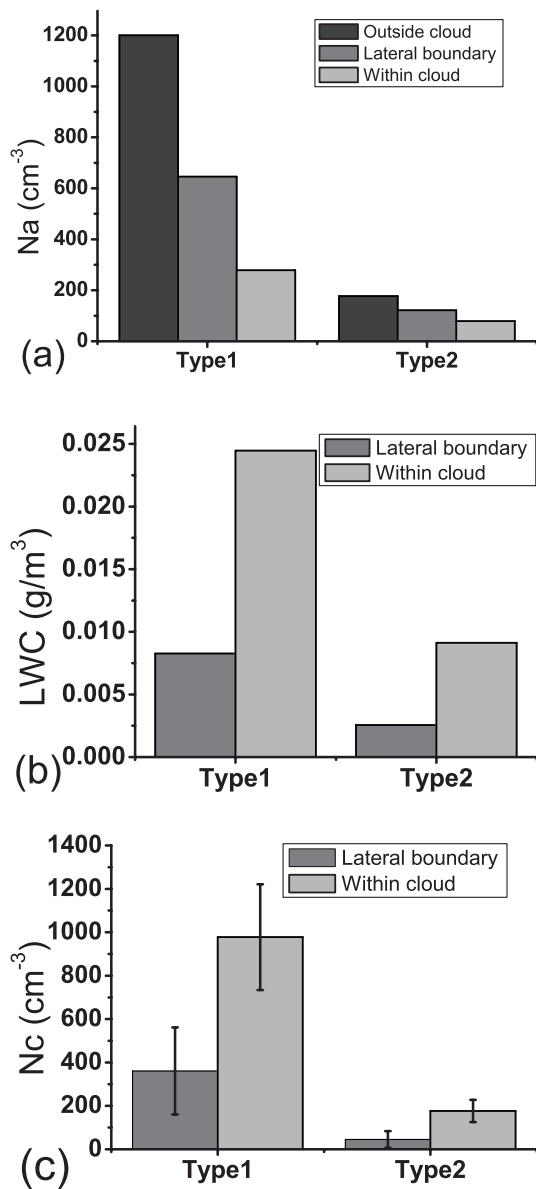 1200
1000
800
600
400
200
0
Na (cm⁻³)
Outside cloud
Lateral boundary
Within cloud
Type1
Type2
(a)
0.025
0.020
0.015
0.010
0.005
0.000
LWC (g/m³)
Lateral boundary
Within cloud
Type1
Type2
(b)
1400
1200
1000
800
600
400
200
0
Nc (cm⁻³)
Lateral boundary
Within cloud
Type1
Type2
(c)